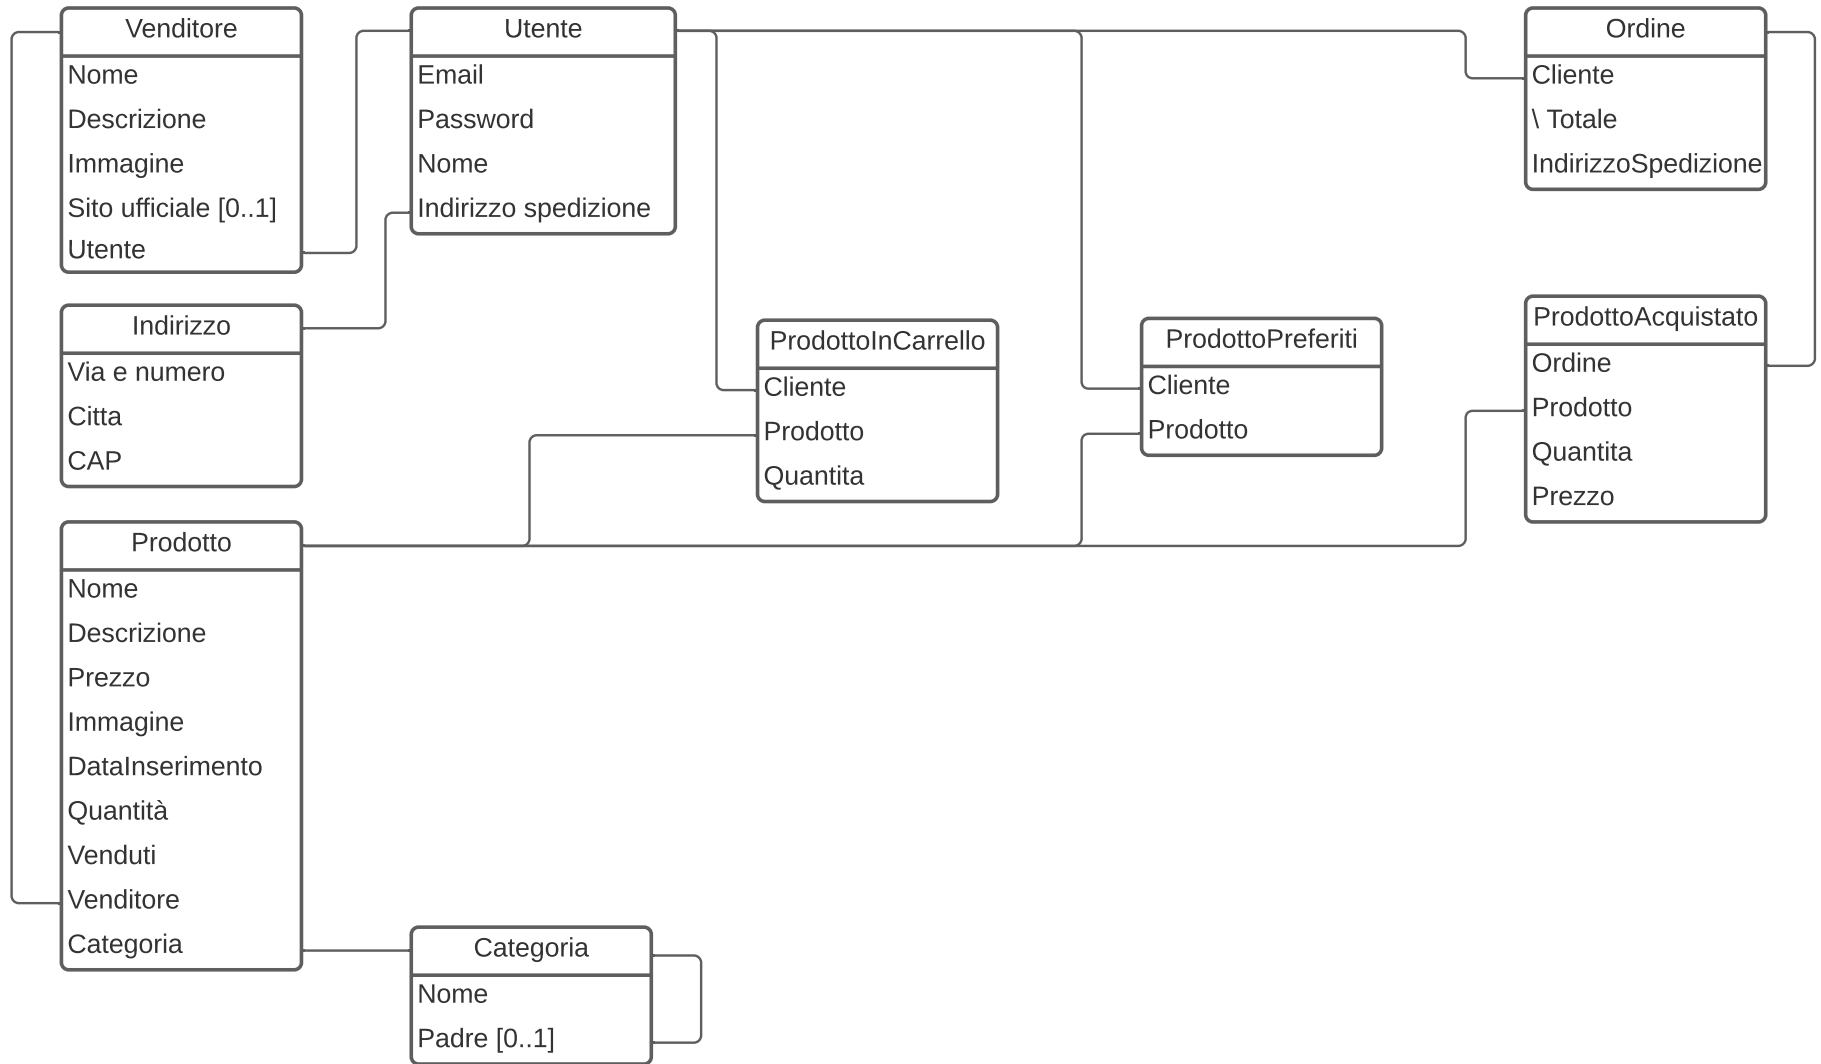 Venditore
Nome
Descrizione
Immagine
Sito ufficiale [0..1]
Utente
Utente
Email
Password
Nome
Indirizzo spedizione
Ordine
Cliente
\ Totale
IndirizzoSpedizione
Indirizzo
Via e numero
Citta
CAP
ProdottoInCarrello
Cliente
Prodotto
Quantita
ProdottoPreferiti
Cliente
Prodotto
ProdottoAcquistato
Ordine
Prodotto
Quantita
Prezzo
Prodotto
Nome
Descrizione
Prezzo
Immagine
DataInserimento
Quantità
Venduti
Venditore
Categoria
Categoria
Nome
Padre [0..1]